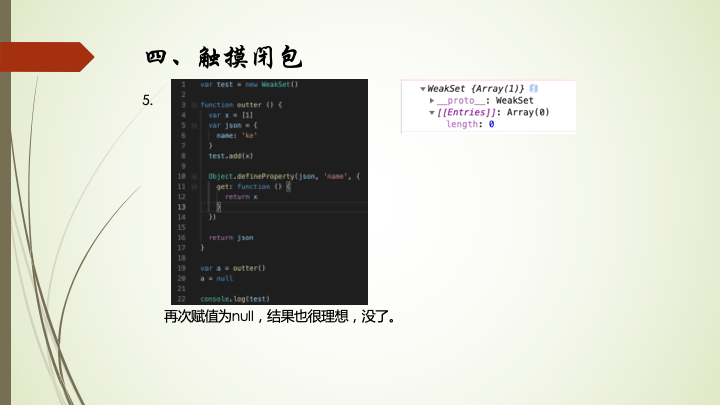 四、触摸闭包
5.
1 var test = new WeakSet()
2
3 function outter () {
4 var x = [1]
5 var json = {
6 name: 'ke'
7 }
8 test.add(x)
9
10 Object.defineProperty(json, 'name', {
11 get: function () {
12 return x
13 }
14 })
15
16 return json
17 }
18
19 var a = outter()
20 a = null
21
22 console.log(test)
▼WeakSet {Array(1)} i
▶__proto__: WeakSet
▼[[Entries]]: Array(0)
length: 0
再次赋值为null，结果也很理想，没了。